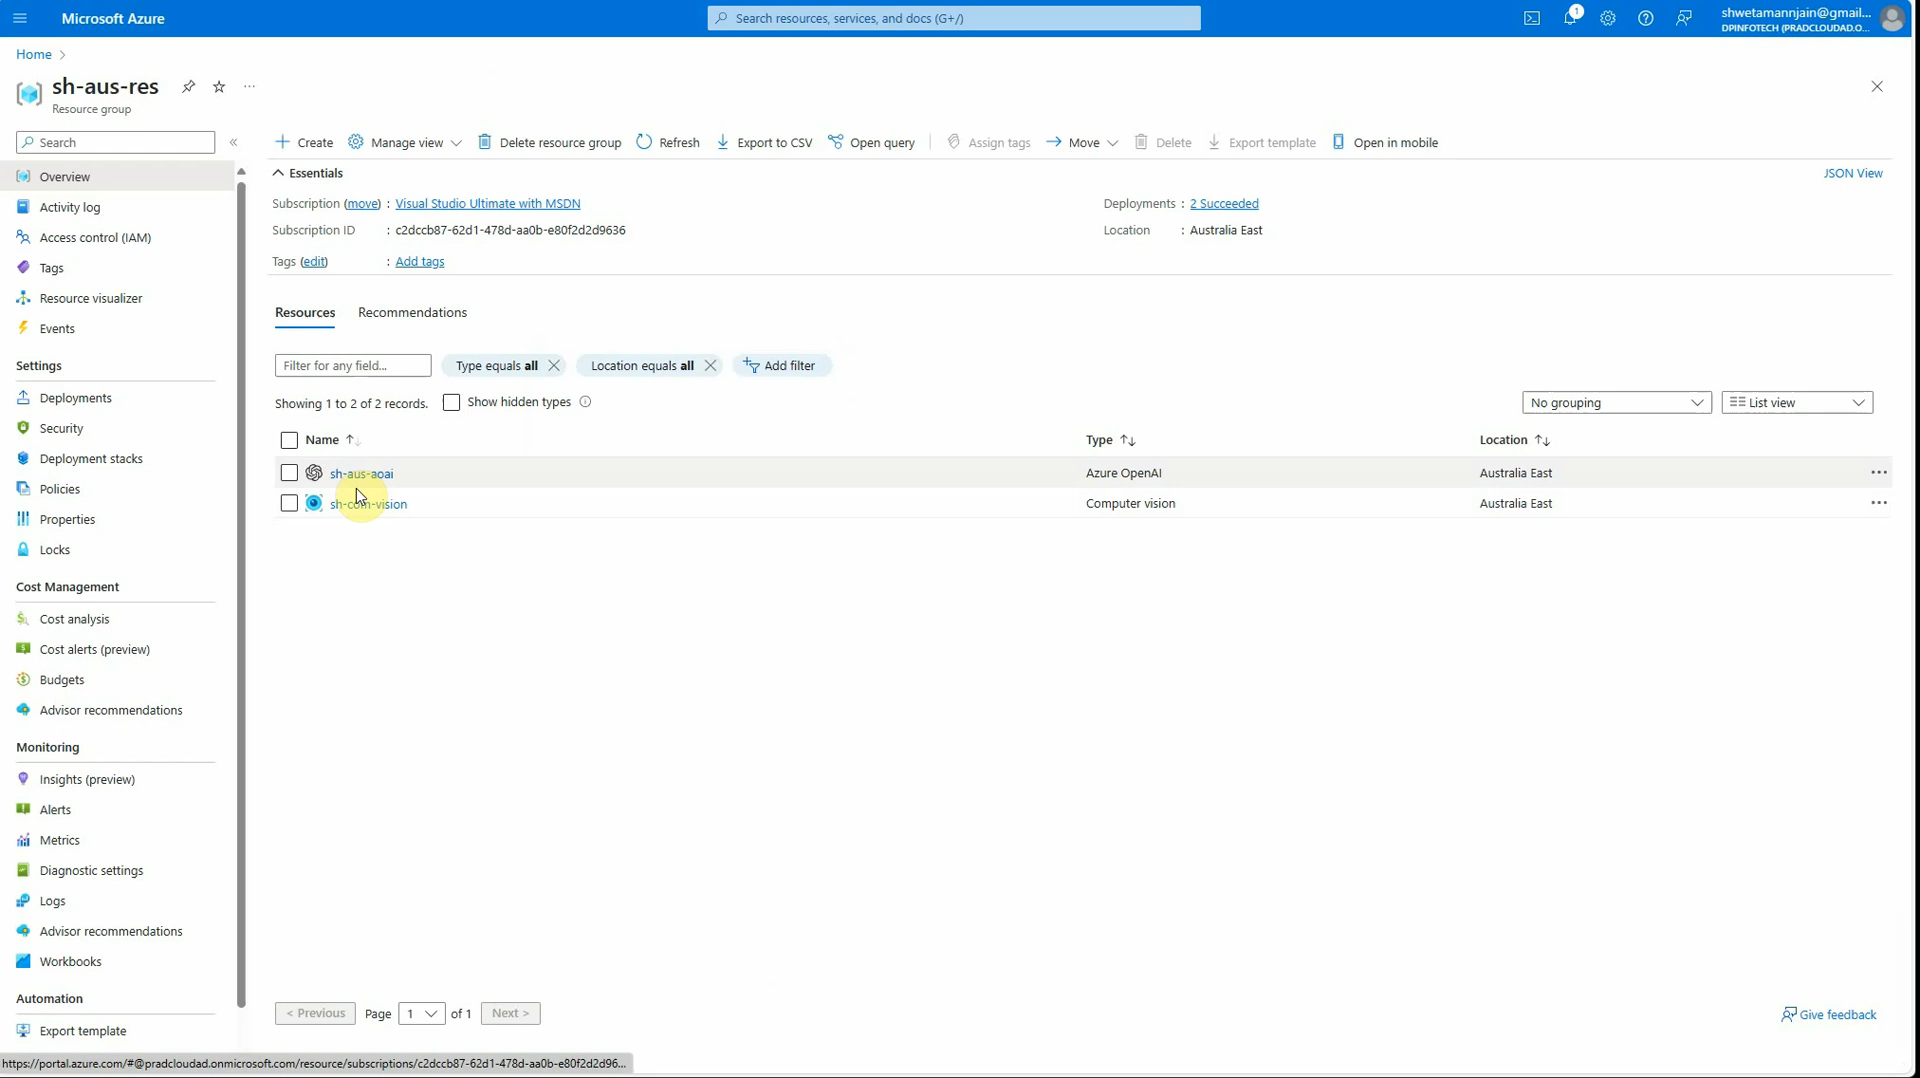 Microsoft Azure
Search resources, services, and docs (G+/)
1
shwetamannjain@gmail...
DPINFOTECH (PRADCLOUDAD.O...
Home
sh-aus-res
Resource group
Search
Create
Manage view
Delete resource group
Refresh
Export to CSV
Open query
Assign tags
Move
Delete
Export template
Open in mobile
Overview
Activity log
Access control (IAM)
Tags
Resource visualizer
Events
Settings
Deployments
Security
Deployment stacks
Policies
Properties
Locks
Cost Management
Cost analysis
Cost alerts (preview)
Budgets
Advisor recommendations
Monitoring
Insights (preview)
Alerts
Metrics
Diagnostic settings
Logs
Advisor recommendations
Workbooks
Automation
Export template
Essentials
JSON View
Subscription (move) : Visual Studio Ultimate with MSDN
Deployments : 2 Succeeded
Subscription ID : c2dccb87-62d1-478d-aa0b-e80f2d2d9636
Location : Australia East
Tags (edit) : Add tags
Resources Recommendations
Filter for any field...
Type equals all
Location equals all
Add filter
Showing 1 to 2 of 2 records.
Show hidden types
No grouping
List view
Name Type Location
sh-aus-aoai Azure OpenAI Australia East
sh-com-vision Computer vision Australia East
< Previous Page 1 of 1 Next >
Give feedback
https://portal.azure.com/#@pradcloudad.onmicrosoft.com/resource/subscriptions/c2dccb87-62d1-478d-aa0b-e80f2d2d96...